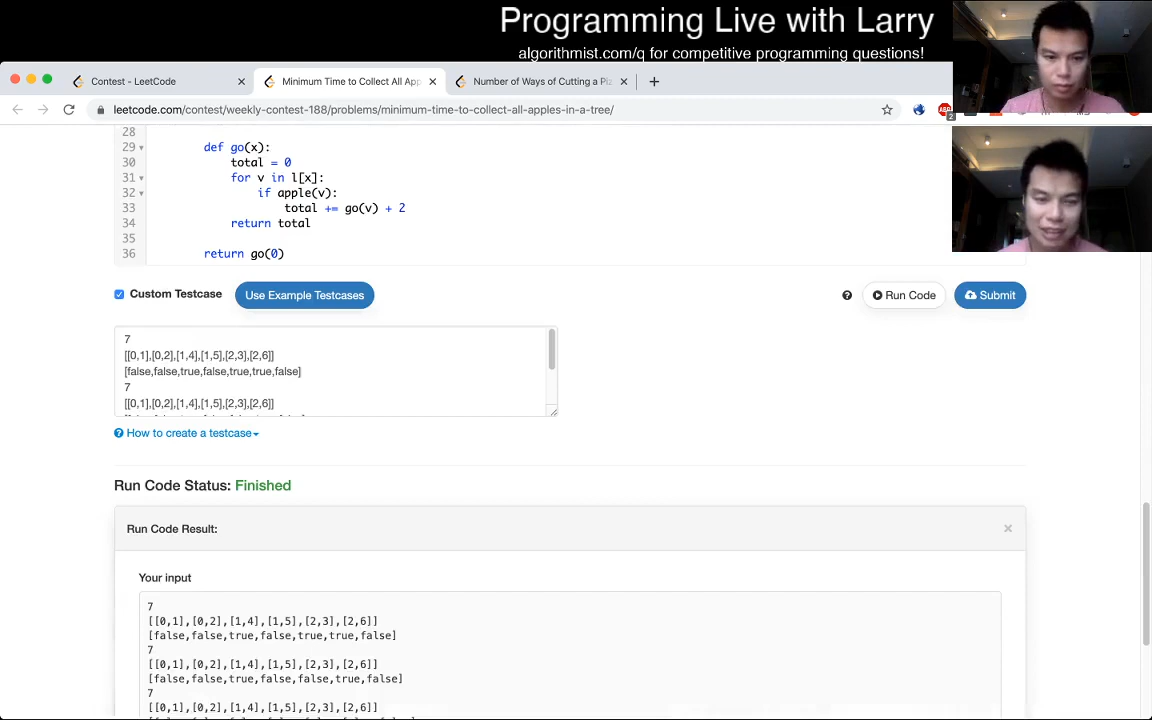 Programming Live with Larry
algorithmist.com/q for competitive programming questions!
Contest - LeetCode
Minimum Time to Collect All App
Number of Ways of Cutting a Piz
leetcode.com/contest/weekly-contest-188/problems/minimum-time-to-collect-all-apples-in-a-tree/
2
28
29 def go(x):
30 total = 0
31 for v in l[x]:
32 if apple(v):
33 total += go(v) + 2
34 return total
35
36 return go(0)
Custom Testcase
Use Example Testcases
Run Code
Submit
7
[[0,1],[0,2],[1,4],[1,5],[2,3],[2,6]]
[false,false,true,false,true,true,false]
7
[[0,1],[0,2],[1,4],[1,5],[2,3],[2,6]]
How to create a testcase
Run Code Status: Finished
Run Code Result:
×
Your input
7
[[0,1],[0,2],[1,4],[1,5],[2,3],[2,6]]
[false,false,true,false,true,true,false]
7
[[0,1],[0,2],[1,4],[1,5],[2,3],[2,6]]
[false,false,true,false,false,true,false]
7
[[0,1],[0,2],[1,4],[1,5],[2,3],[2,6]]